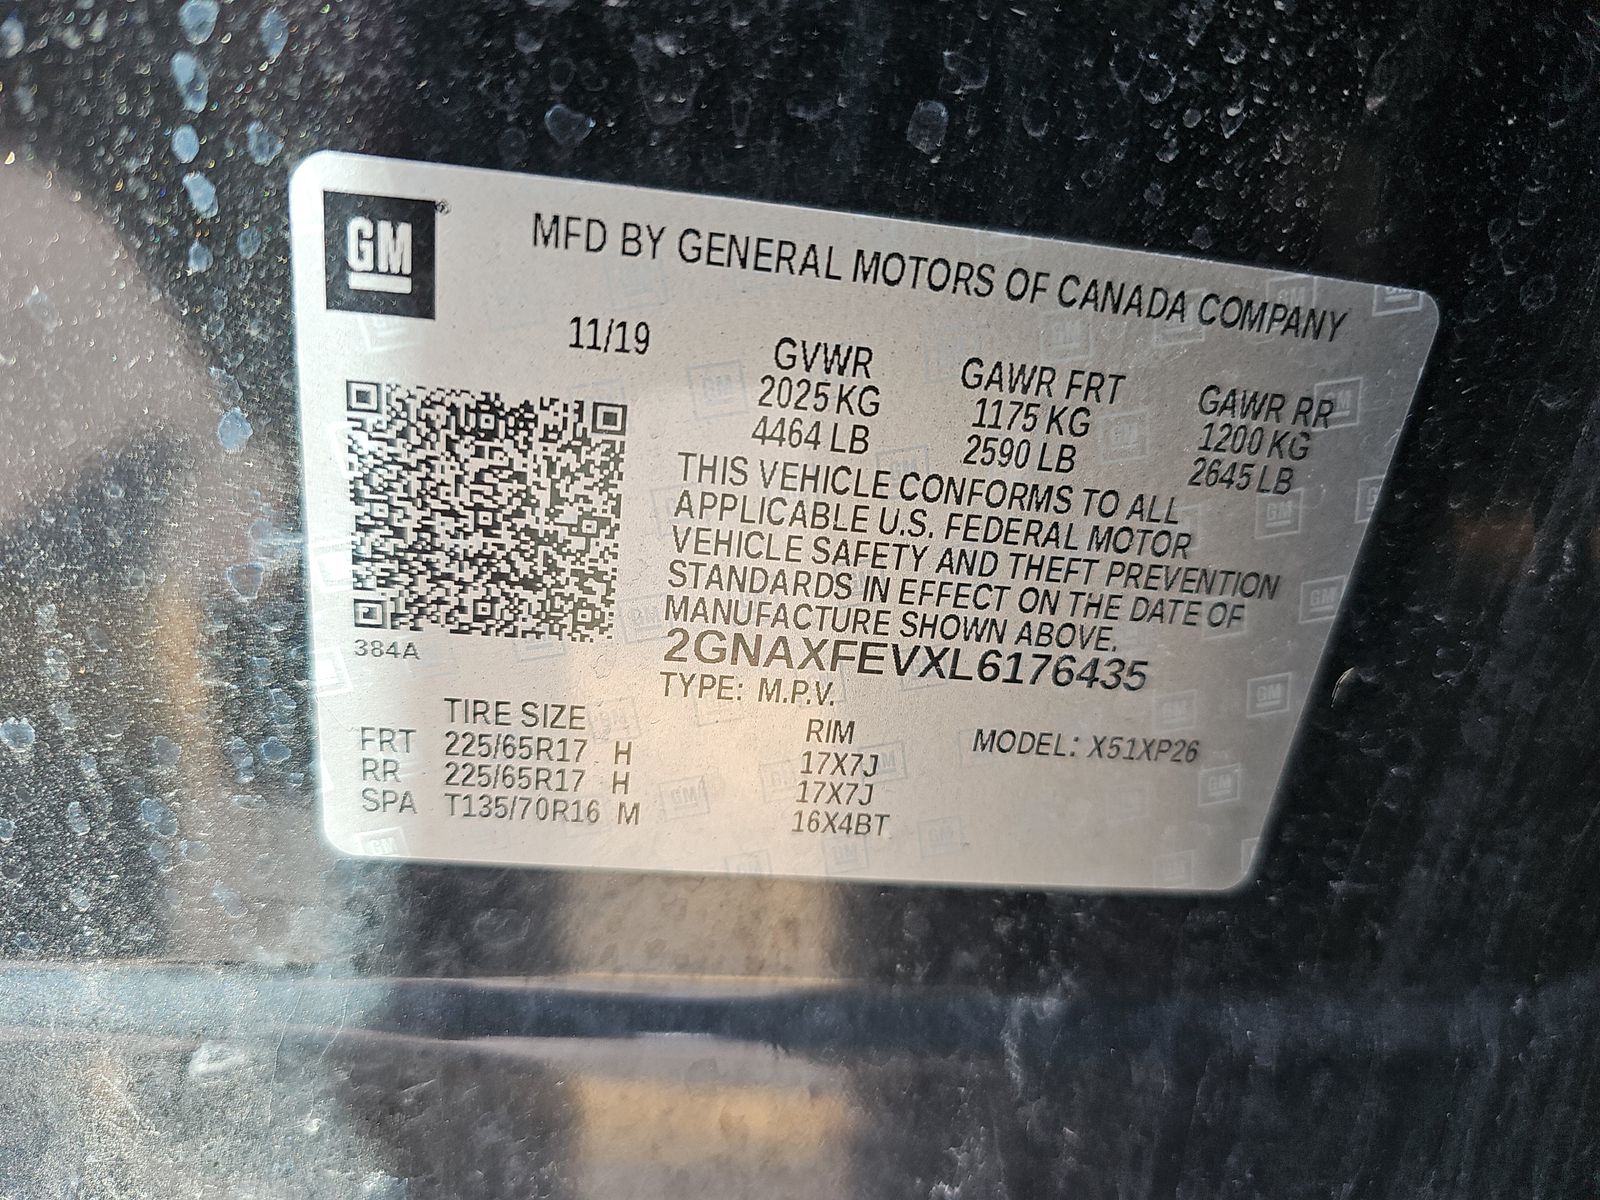 GM®
MFD BY GENERAL MOTORS OF CANADA COMPANY
11/19
GVWR GAWR FRT GAWR RR
2025 KG 1175 KG 1200 KG
4464 LB 2590 LB 2645 LB
THIS VEHICLE CONFORMS TO ALL
APPLICABLE U.S. FEDERAL MOTOR
VEHICLE SAFETY AND THEFT PREVENTION
STANDARDS IN EFFECT ON THE DATE OF
MANUFACTURE SHOWN ABOVE.
2GNAXFEVXL6176435
384A
TYPE: M.P.V.
MODEL: X51XP26
TIRE SIZE RIM
FRT 225/65R17 H 17X7J
RR 225/65R17 H 17X7J
SPA T135/70R16 M 16X4BT